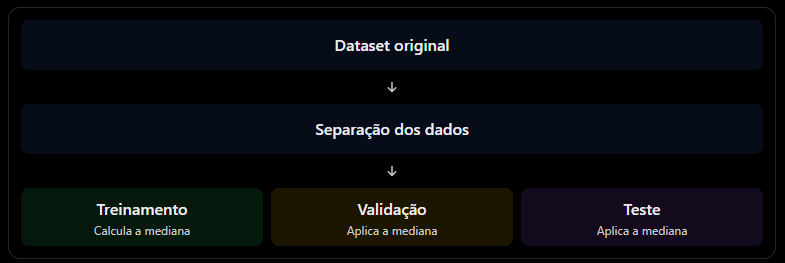 Dataset original
↓
Separação dos dados
↓
Treinamento
Calcula a mediana
Validação
Aplica a mediana
Teste
Aplica a mediana